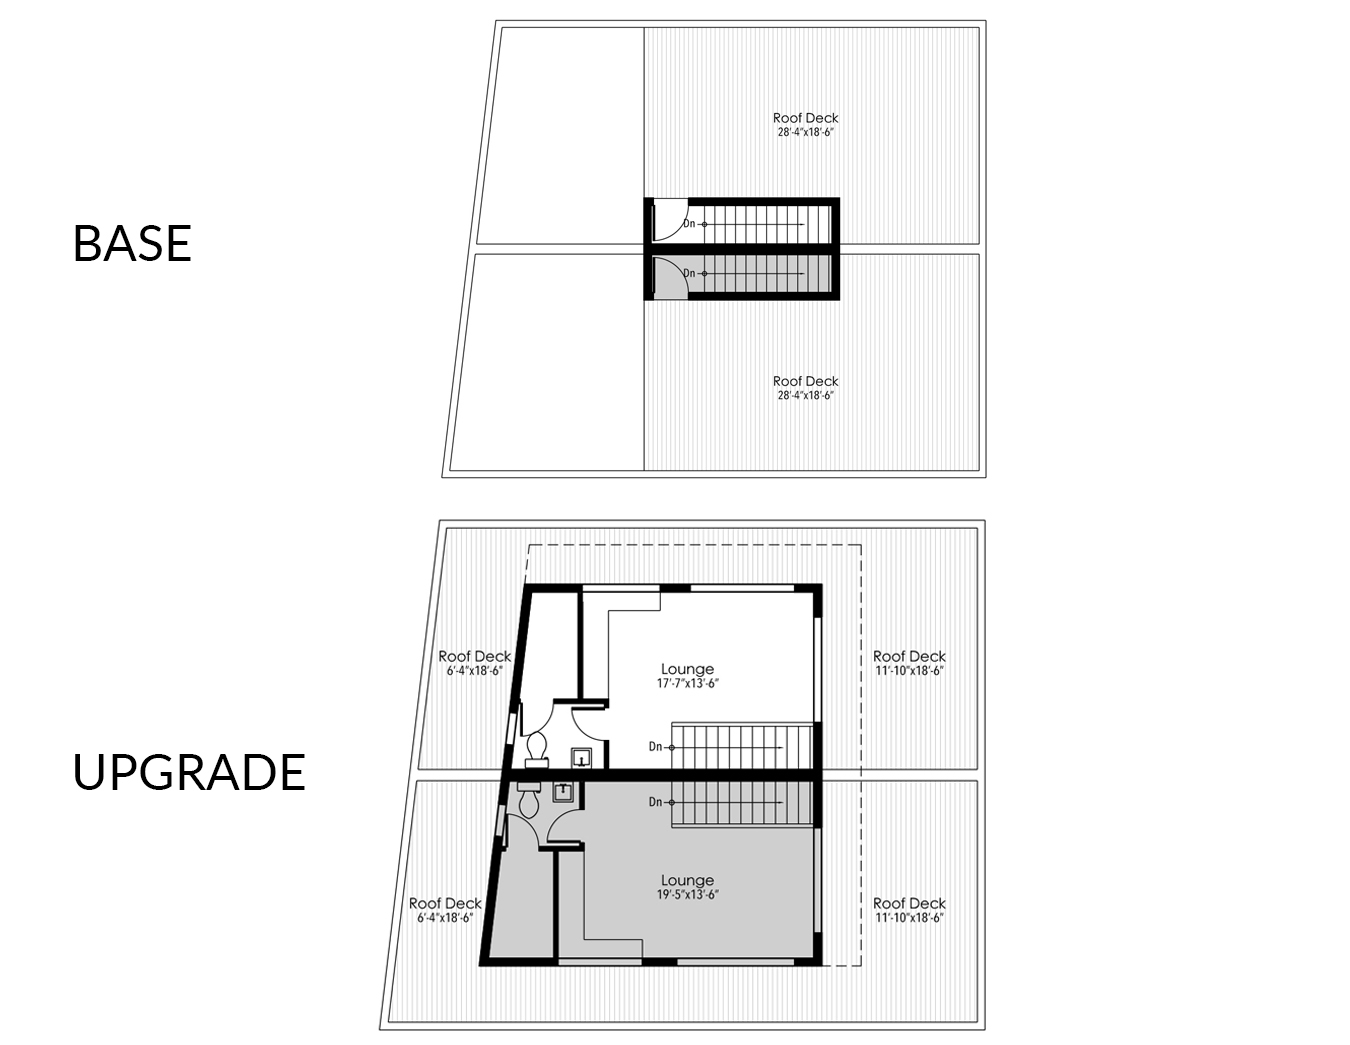 Roof Deck
28'-4"x18'-6"
BASE
Dn
Dn
Roof Deck
28'-4"x18'-6"
Roof Deck
6'-4"x18'-6"
Lounge
17'-7"x13'-6"
Roof Deck
11'-10"x18'-6"
Dn
UPGRADE
Dn
Lounge
19'-5"x13'-6"
Roof Deck
6'-4"x18'-6"
Roof Deck
11'-10"x18'-6"